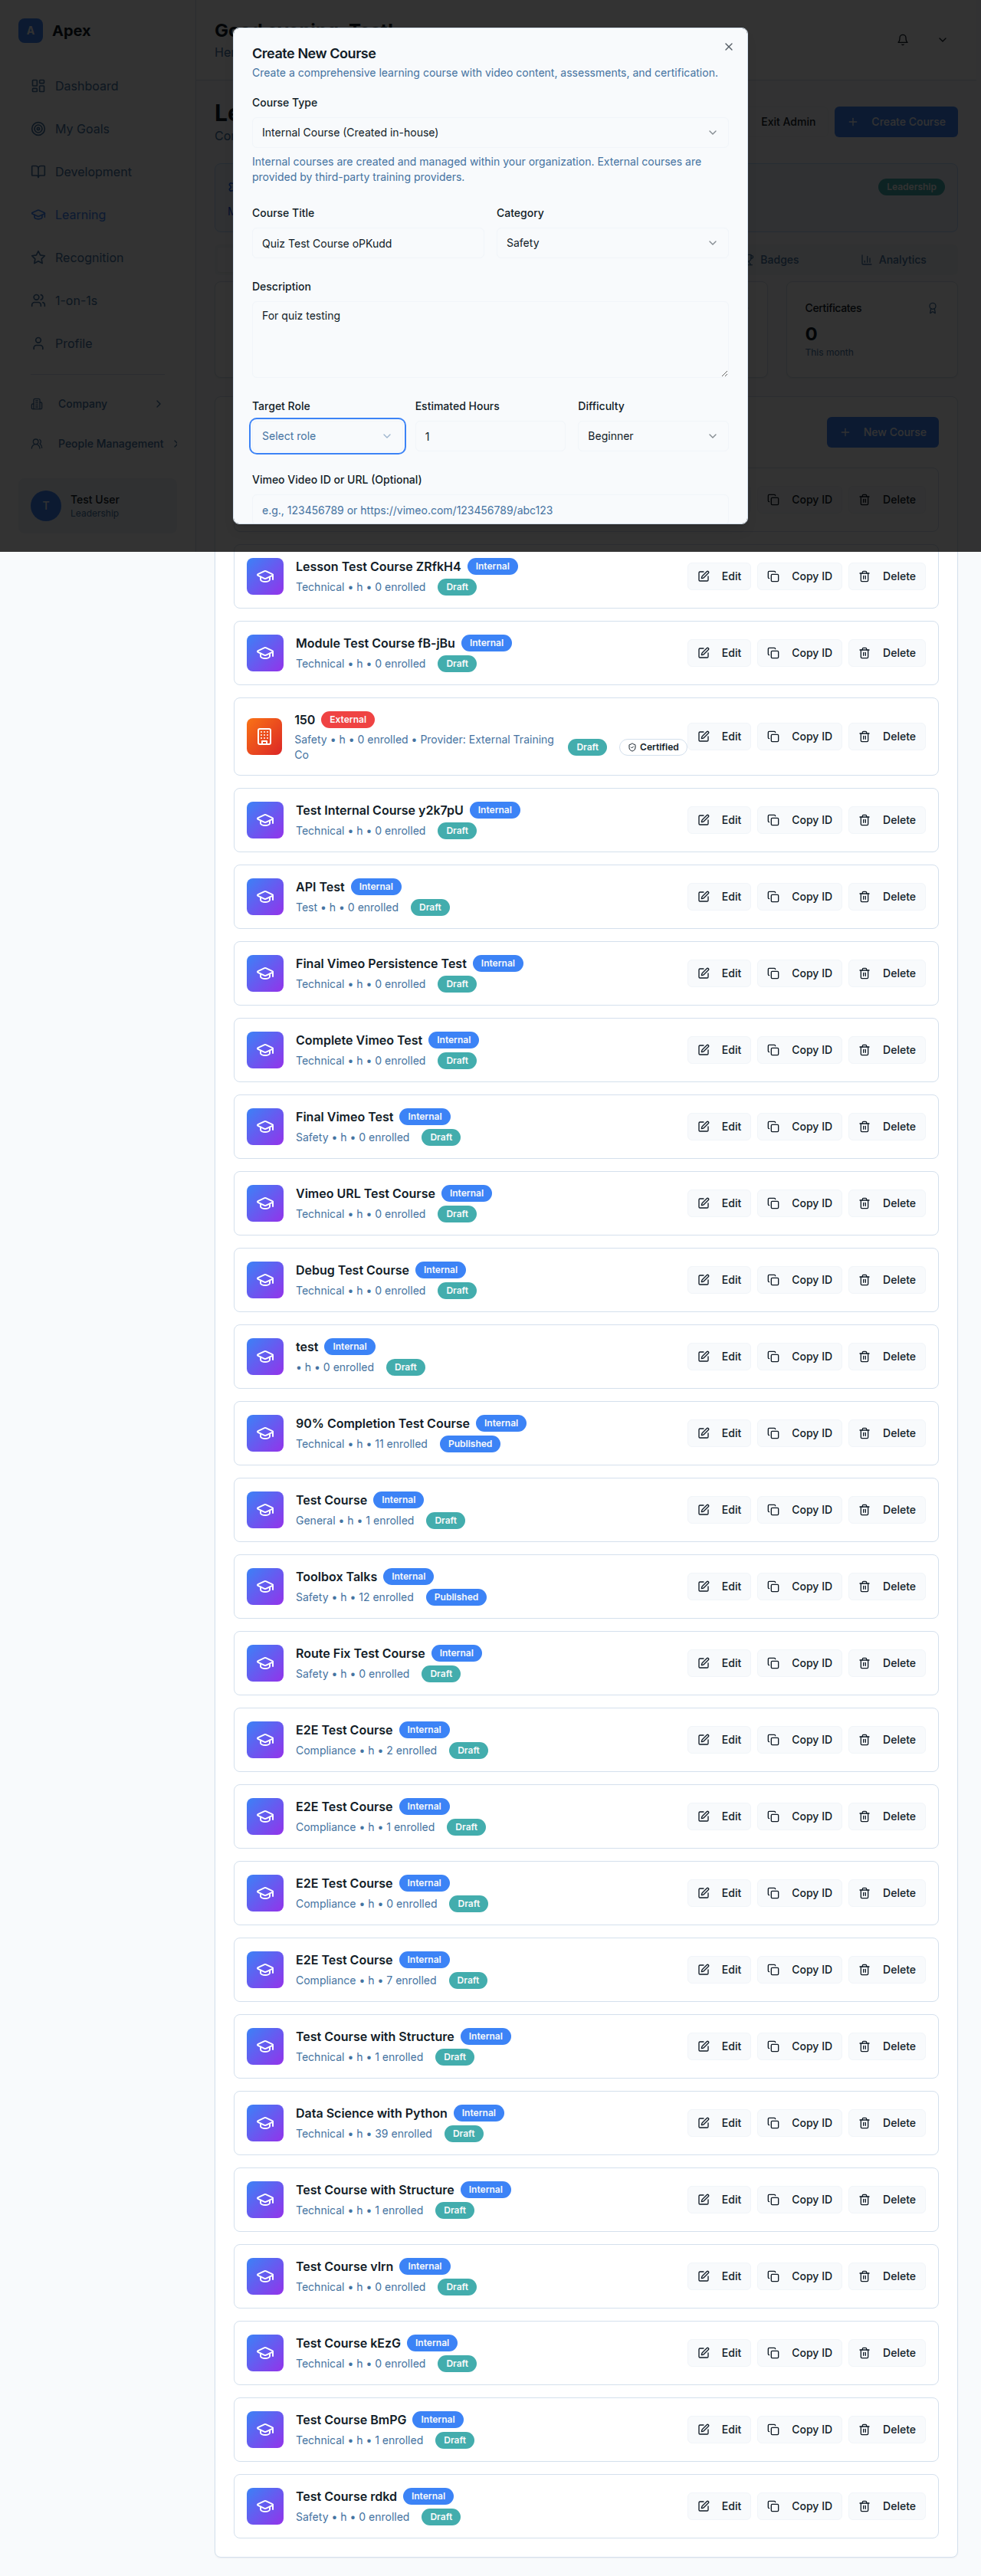 A Apex
Good evening, Test!
Dashboard
My Goals
Development
Learning
Recognition
1-on-1s
Profile
Company
People Management
T
Test User
Leadership
Exit Admin
Create Course
Leadership
Badges
Analytics
Certificates
0
This month
New Course
Copy ID Delete
Create New Course
Create a comprehensive learning course with video content, assessments, and certification.
Course Type
Internal Course (Created in-house)
Internal courses are created and managed within your organization. External courses are
provided by third-party training providers.
Course Title Category
Quiz Test Course oPKudd Safety
Description
For quiz testing
Target Role Estimated Hours Difficulty
Select role 1 Beginner
Vimeo Video ID or URL (Optional)
e.g., 123456789 or https://vimeo.com/123456789/abc123
Lesson Test Course ZRfkH4 Internal
Technical • h • 0 enrolled Draft
Edit Copy ID Delete
Module Test Course fB-jBu Internal
Technical • h • 0 enrolled Draft
Edit Copy ID Delete
150 External
Safety • h • 0 enrolled • Provider: External Training
Co
Draft Certified
Edit Copy ID Delete
Test Internal Course y2k7pU Internal
Technical • h • 0 enrolled Draft
Edit Copy ID Delete
API Test Internal
Test • h • 0 enrolled Draft
Edit Copy ID Delete
Final Vimeo Persistence Test Internal
Technical • h • 0 enrolled Draft
Edit Copy ID Delete
Complete Vimeo Test Internal
Technical • h • 0 enrolled Draft
Edit Copy ID Delete
Final Vimeo Test Internal
Safety • h • 0 enrolled Draft
Edit Copy ID Delete
Vimeo URL Test Course Internal
Technical • h • 0 enrolled Draft
Edit Copy ID Delete
Debug Test Course Internal
Technical • h • 0 enrolled Draft
Edit Copy ID Delete
test Internal
• h • 0 enrolled Draft
Edit Copy ID Delete
90% Completion Test Course Internal
Technical • h • 11 enrolled Published
Edit Copy ID Delete
Test Course Internal
General • h • 1 enrolled Draft
Edit Copy ID Delete
Toolbox Talks Internal
Safety • h • 12 enrolled Published
Edit Copy ID Delete
Route Fix Test Course Internal
Safety • h • 0 enrolled Draft
Edit Copy ID Delete
E2E Test Course Internal
Compliance • h • 2 enrolled Draft
Edit Copy ID Delete
E2E Test Course Internal
Compliance • h • 1 enrolled Draft
Edit Copy ID Delete
E2E Test Course Internal
Compliance • h • 0 enrolled Draft
Edit Copy ID Delete
E2E Test Course Internal
Compliance • h • 7 enrolled Draft
Edit Copy ID Delete
Test Course with Structure Internal
Technical • h • 1 enrolled Draft
Edit Copy ID Delete
Data Science with Python Internal
Technical • h • 39 enrolled Draft
Edit Copy ID Delete
Test Course with Structure Internal
Technical • h • 1 enrolled Draft
Edit Copy ID Delete
Test Course vIrn Internal
Technical • h • 0 enrolled Draft
Edit Copy ID Delete
Test Course kEzG Internal
Technical • h • 0 enrolled Draft
Edit Copy ID Delete
Test Course BmPG Internal
Technical • h • 1 enrolled Draft
Edit Copy ID Delete
Test Course rdkd Internal
Safety • h • 0 enrolled Draft
Edit Copy ID Delete